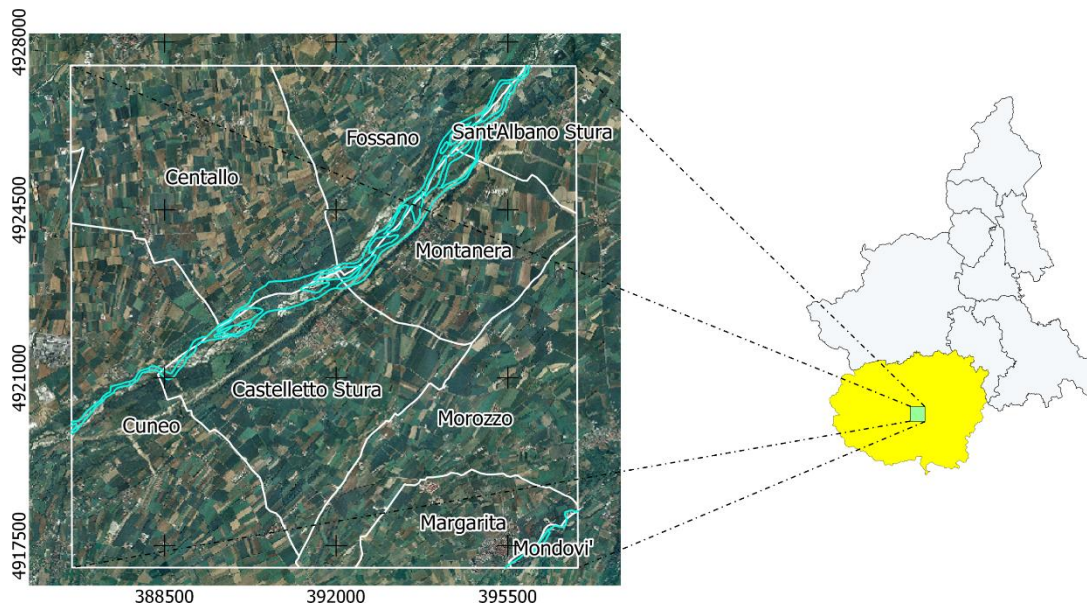 4928000
Fossano
Sant'Albano Stura
Centallo
4924500
Montanera
4921000
Castelletto Stura
Cuneo
Morozzo
Margarita
4917500
Mondovi'
388500
392000
395500